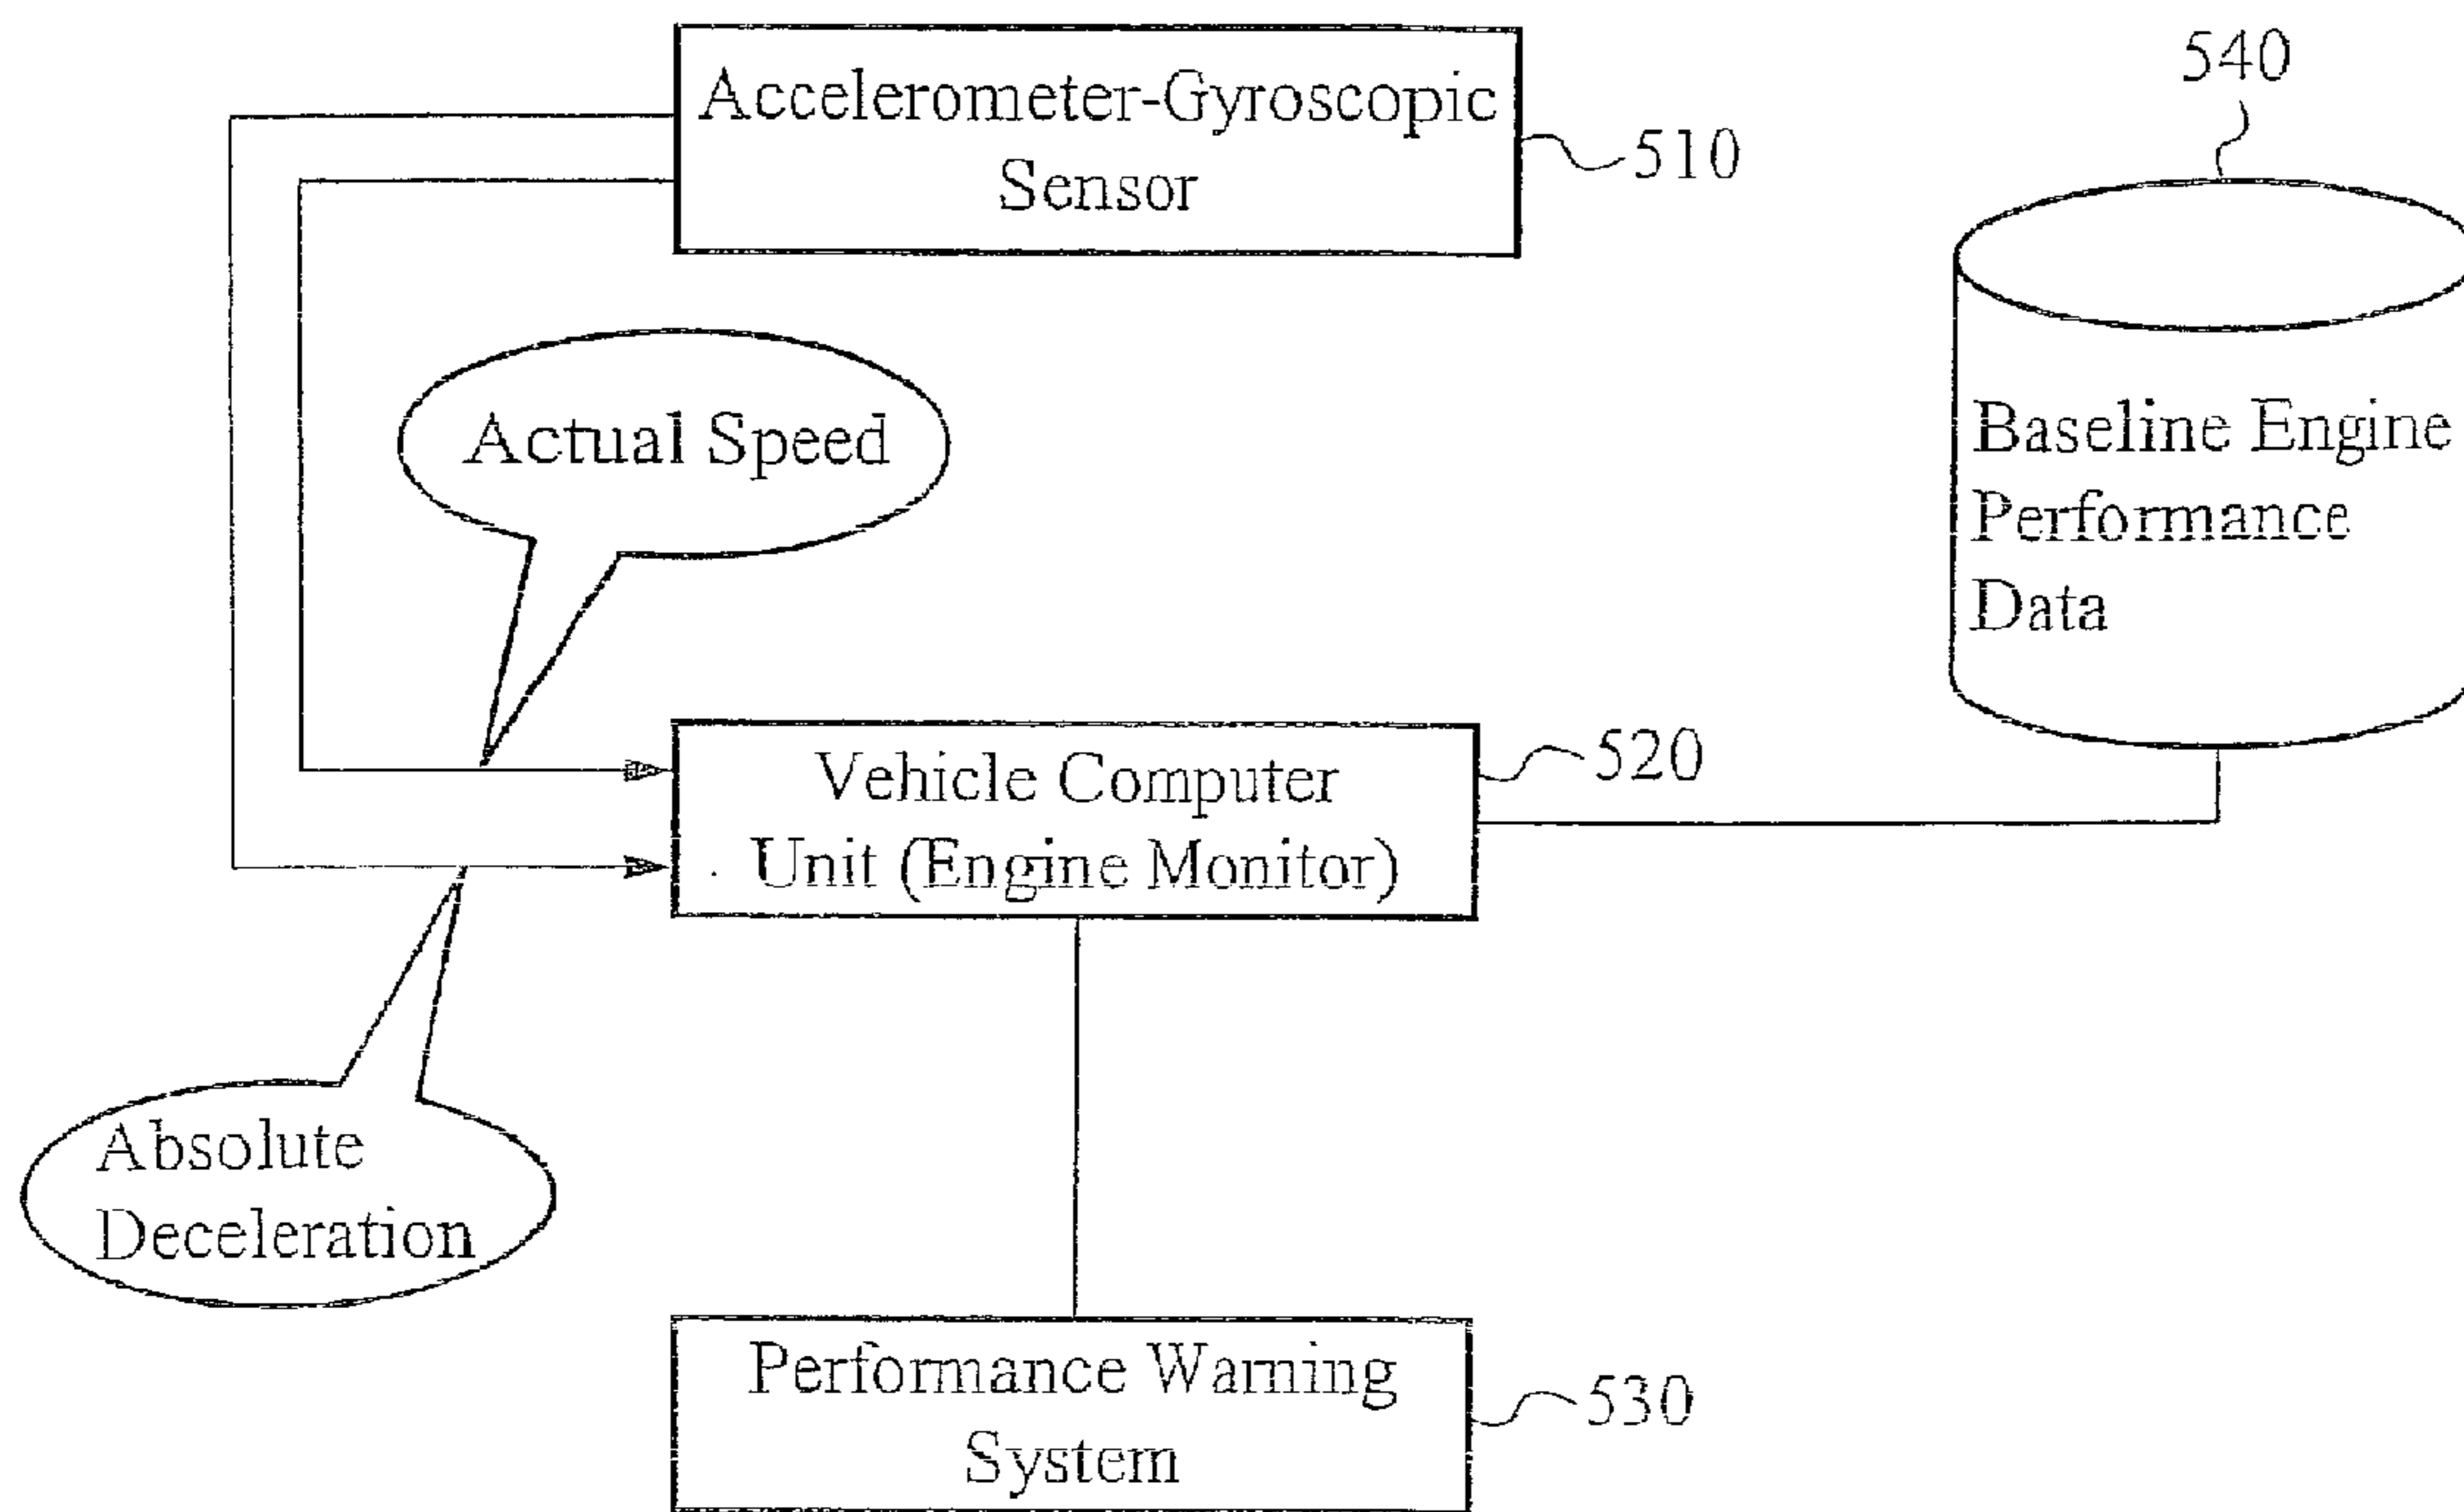 Accelerometer-Gyroscopic
Sensor
510
540
Actual Speed
Baseline Engine
Performance
Data
Vehicle Computer
Unit (Engine Monitor)
520
Absolute
Deceleration
Performance Warning
System
530